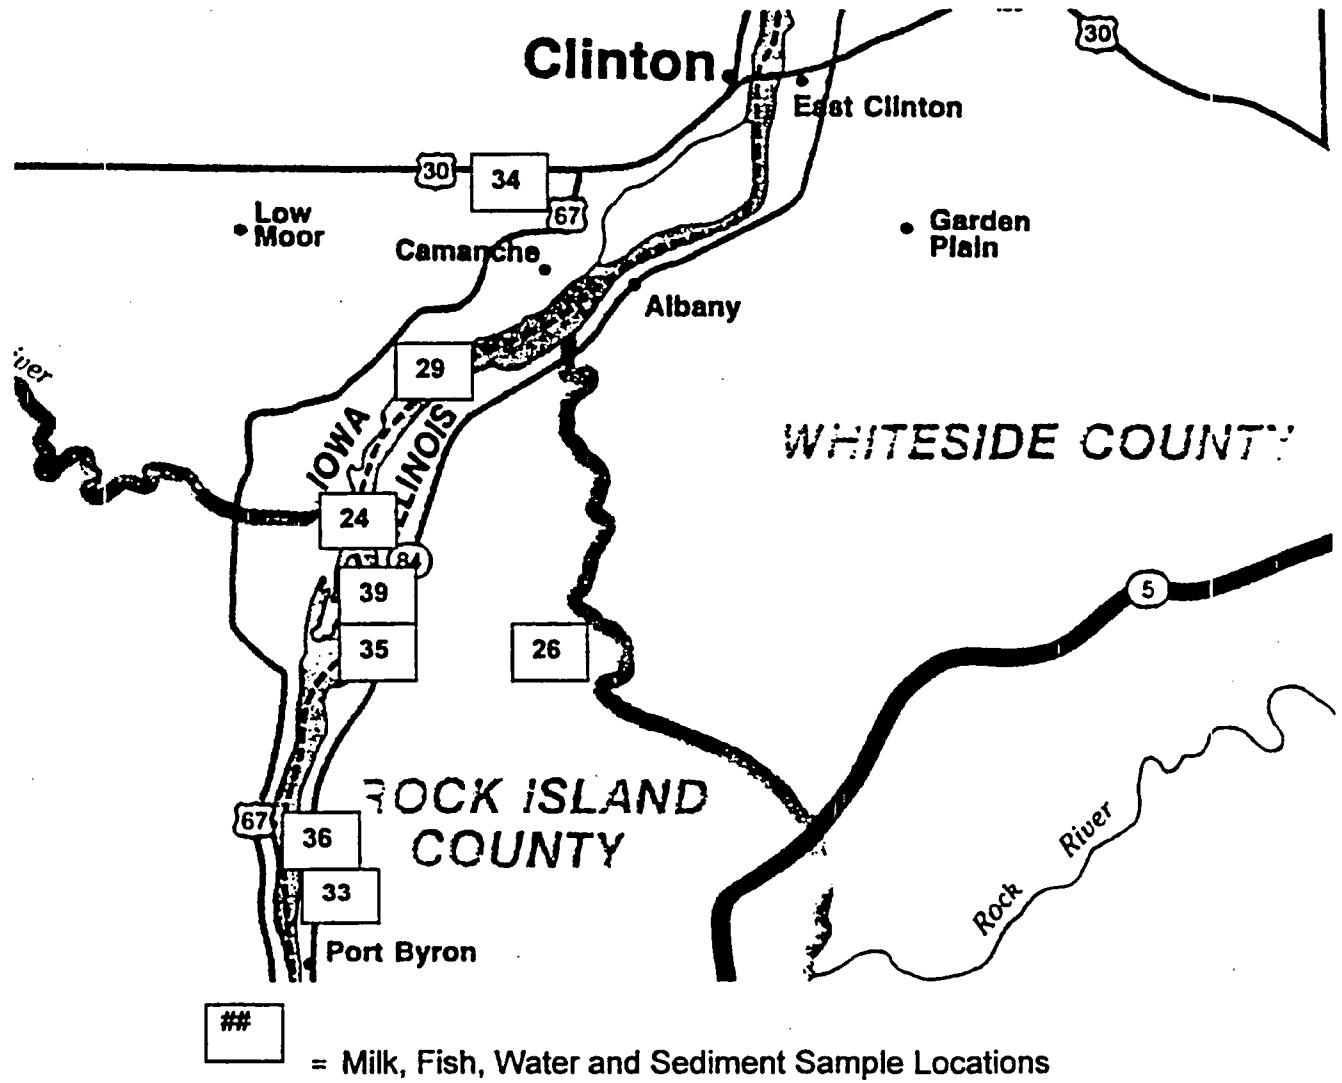 30
Clinton
East Clinton
30
34
67
Low
Moor
Garden
Plain
Camanche
Albany
29
IOWA
WHITESIDE COUNTY
24
84
5
39
35
26
ROCK ISLAND
COUNTY
67
36
River
33
Rock
Port Byron
##
= Milk, Fish, Water and Sediment Sample Locations